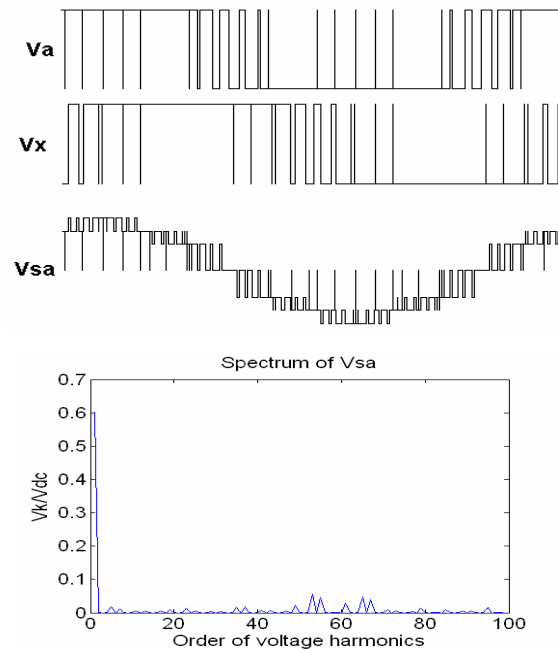 Va
Vx
Vsa
Spectrum of Vsa
0.7
0.6
0.5
0.4
0.3
0.2
0.1
0
Vk/Vdc
0 20 40 60 80 100
Order of voltage harmonics